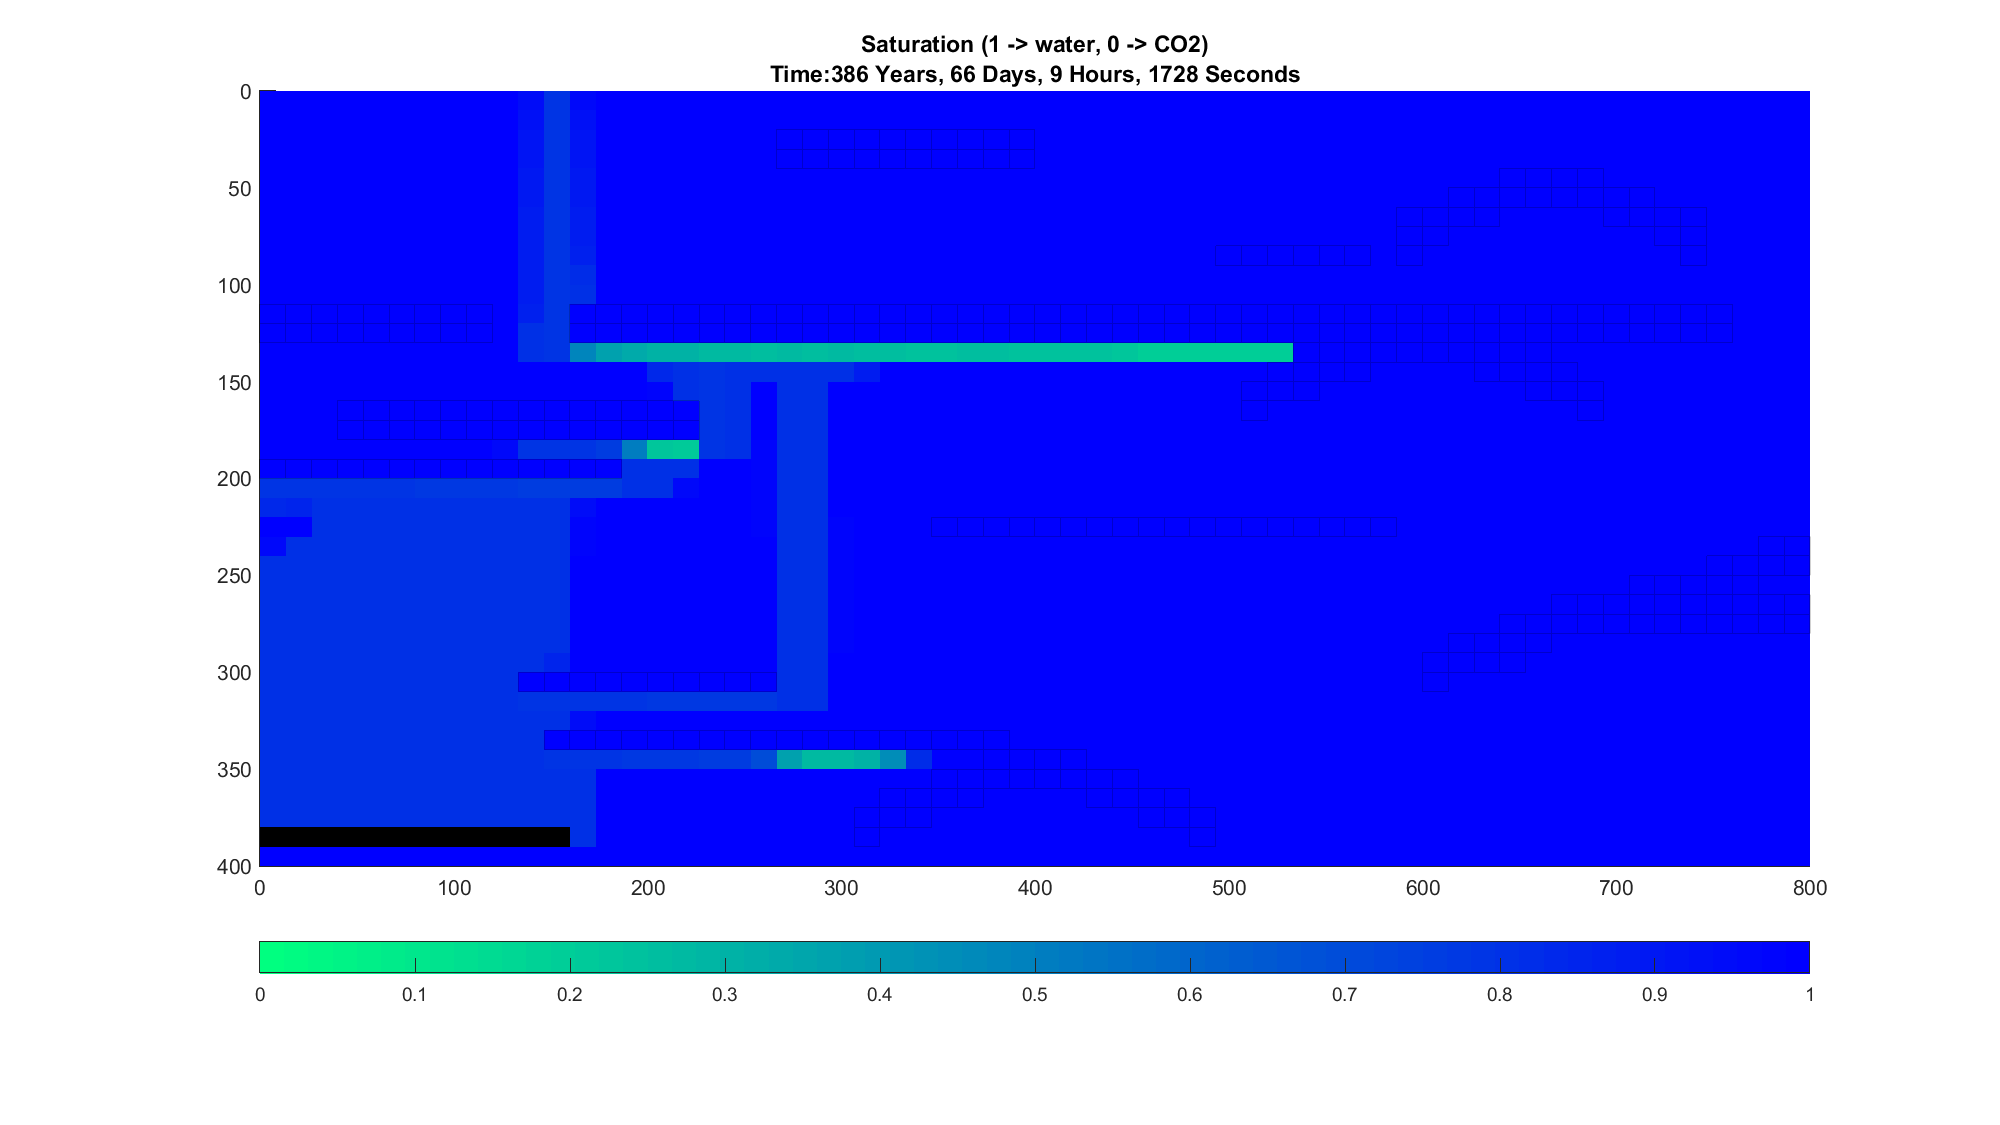 Saturation (1 -> water, 0 -> CO2)
Time:386 Years, 66 Days, 9 Hours, 1728 Seconds
0
50
100
150
200
250
300
350
400
0 100 200 300 400 500 600 700 800
0 0.1 0.2 0.3 0.4 0.5 0.6 0.7 0.8 0.9 1